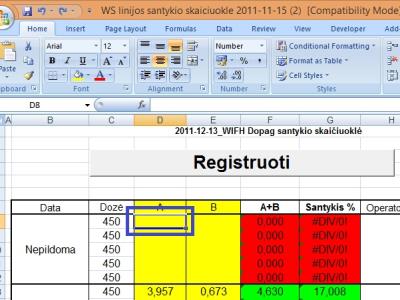 WS linijos santykio skaiciuokle 2011-11-15 (2) [Compatibility Mode]
Home Insert Page Layout Formulas Data Review View Developer
Arial 12 A A Number Conditional Formatting
B I U A % , Format as Table
Cell Styles
Clipboard Font Alignment Number Styles
D8 fx
A B C D E F G H
2011-12-13_WIFH Dopag santykio skaičiuoklė
Registruoti
Data Dozė A B A+B Santykis %
450 0,000 #DIV/0!
450 0,000 #DIV/0!
Nepildoma 450 0,000 #DIV/0!
450 0,000 #DIV/0!
450 0,000 #DIV/0!
450 3,957 0,673 4,630 17,008